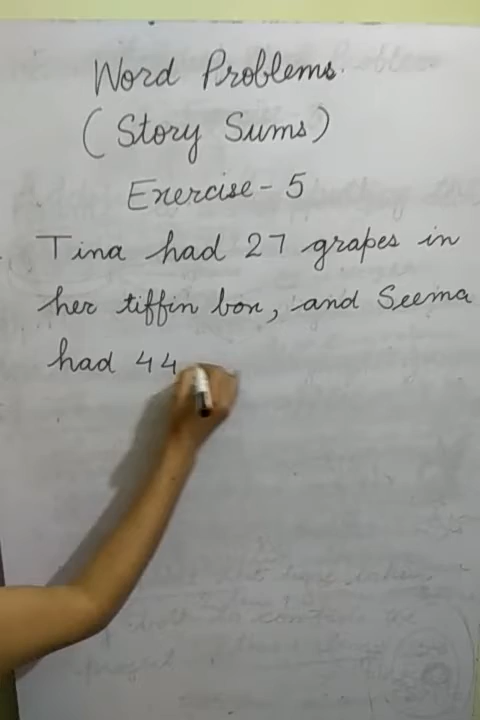 Word Problems.
(Story Sums)
Exercise-5
Tina had 27 grapes in
her tiffin box, and Seema
had 44